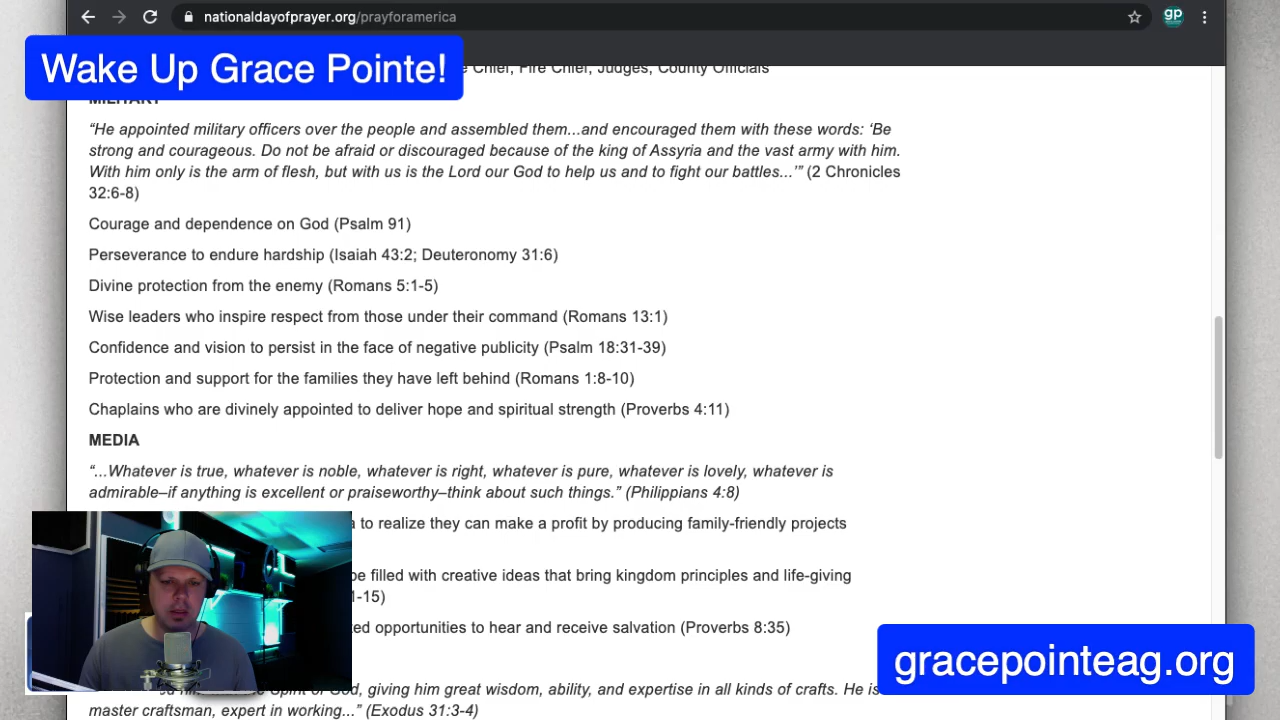 nationaldayofprayer.org/prayforamerica
gp
Wake Up Grace Pointe!
Chief, Fire Chief, Judges, County Officials
MILITARY
“He appointed military officers over the people and assembled them...and encouraged them with these words: ‘Be
strong and courageous. Do not be afraid or discouraged because of the king of Assyria and the vast army with him.
With him only is the arm of flesh, but with us is the Lord our God to help us and to fight our battles...’” (2 Chronicles
32:6-8)
Courage and dependence on God (Psalm 91)
Perseverance to endure hardship (Isaiah 43:2; Deuteronomy 31:6)
Divine protection from the enemy (Romans 5:1-5)
Wise leaders who inspire respect from those under their command (Romans 13:1)
Confidence and vision to persist in the face of negative publicity (Psalm 18:31-39)
Protection and support for the families they have left behind (Romans 1:8-10)
Chaplains who are divinely appointed to deliver hope and spiritual strength (Proverbs 4:11)
MEDIA
“...Whatever is true, whatever is noble, whatever is right, whatever is pure, whatever is lovely, whatever is
admirable–if anything is excellent or praiseworthy–think about such things.” (Philippians 4:8)
to realize they can make a profit by producing family-friendly projects
be filled with creative ideas that bring kingdom principles and life-giving
1-15)
opportunities to hear and receive salvation (Proverbs 8:35)
Spirit of God, giving him great wisdom, ability, and expertise in all kinds of crafts. He is
master craftsman, expert in working...” (Exodus 31:3-4)
gracepointeag.org